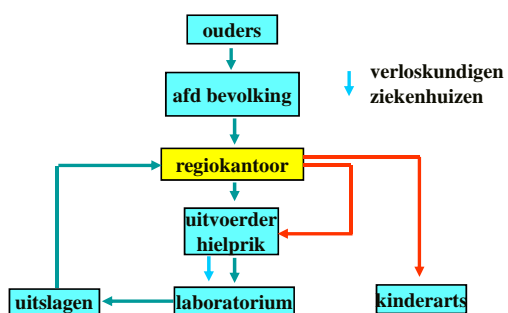 ouders
verloskundigen
ziekenhuizen
afd bevolking
regiokantoor
uitvoerder
hielprik
uitslagen
laboratorium
kinderarts